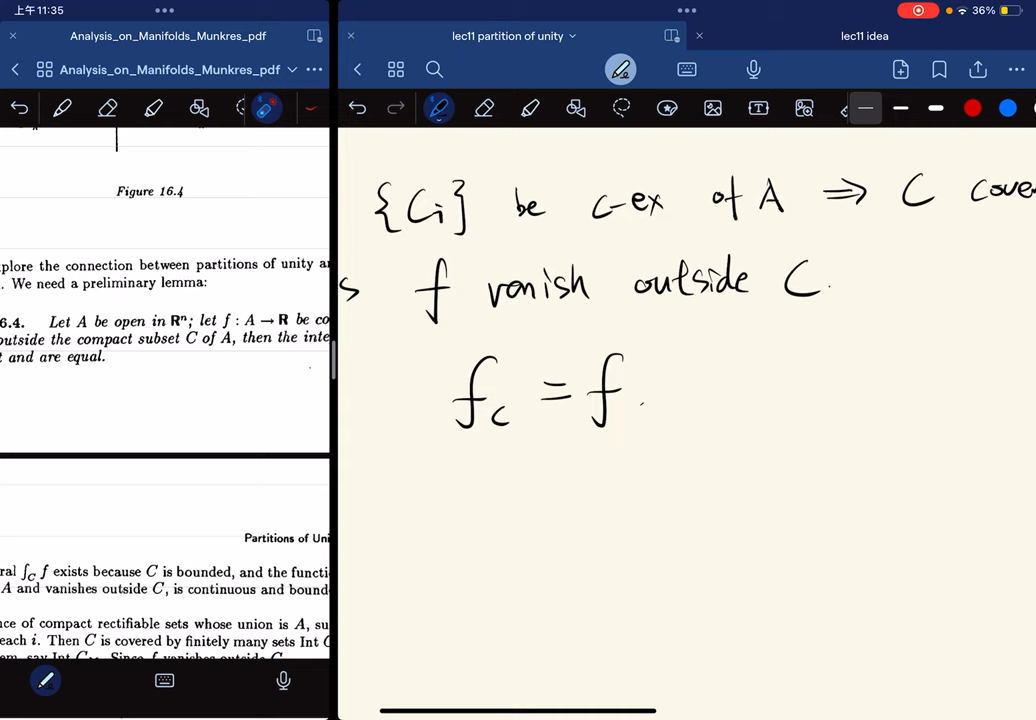 上午11:35
36%
Analysis_on_Manifolds_Munkres_pdf
lec11 partition of unity
lec11 idea
Analysis_on_Manifolds_Munkres_pdf
Figure 16.4
xplore the connection between partitions of unity a
. We need a preliminary lemma:
6.4. Let A be open in Rⁿ; let f : A → R be co
outside the compact subset C of A, then the inte
t and are equal.
Partitions of Uni
ral ∫_C f exists because C is bounded, and the functi
A and vanishes outside C, is continuous and bound
nce of compact rectifiable sets whose union is A, su
each i. Then C is covered by finitely many sets Int C
{Ci} be c-ex of A ⇒ C cove
s f vanish outside C.
f_C = f